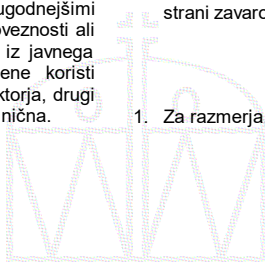 ugodnejšimi
veznosti ali
iz javnega
ene koristi
ktorja, drugi
nična.
strani zavaro
1. Za razmerja